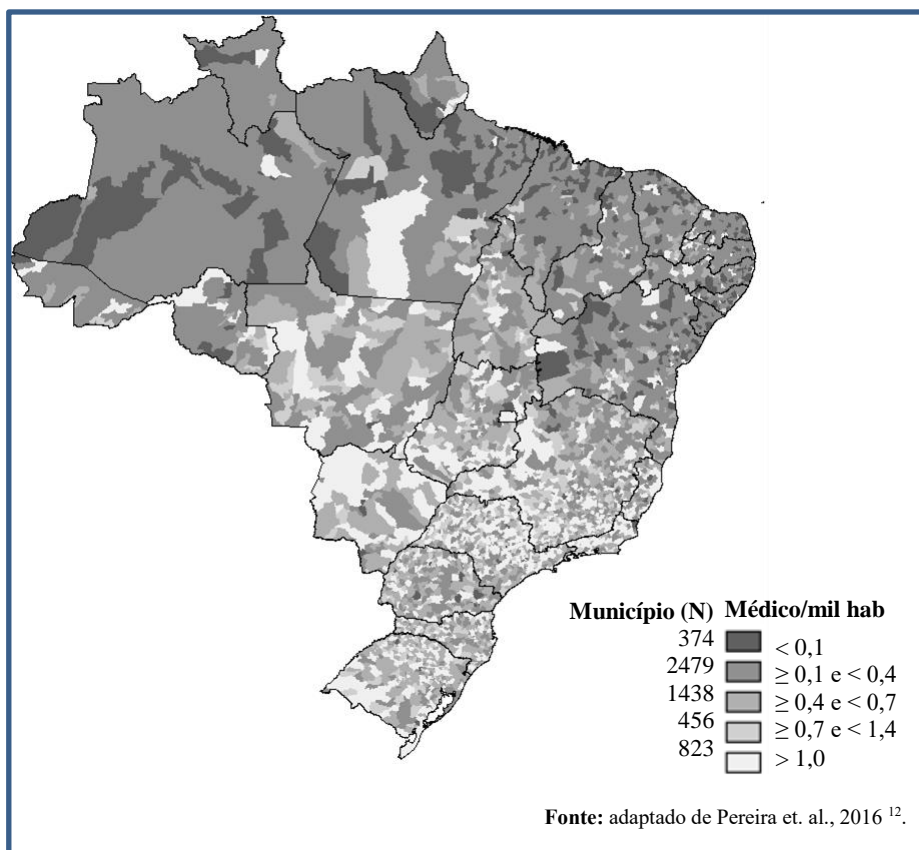 Município (N) Médico/mil hab
374 < 0,1
2479 ≥ 0,1 e < 0,4
1438 ≥ 0,4 e < 0,7
456 ≥ 0,7 e < 1,4
823 > 1,0
Fonte: adaptado de Pereira et. al., 2016 ¹².